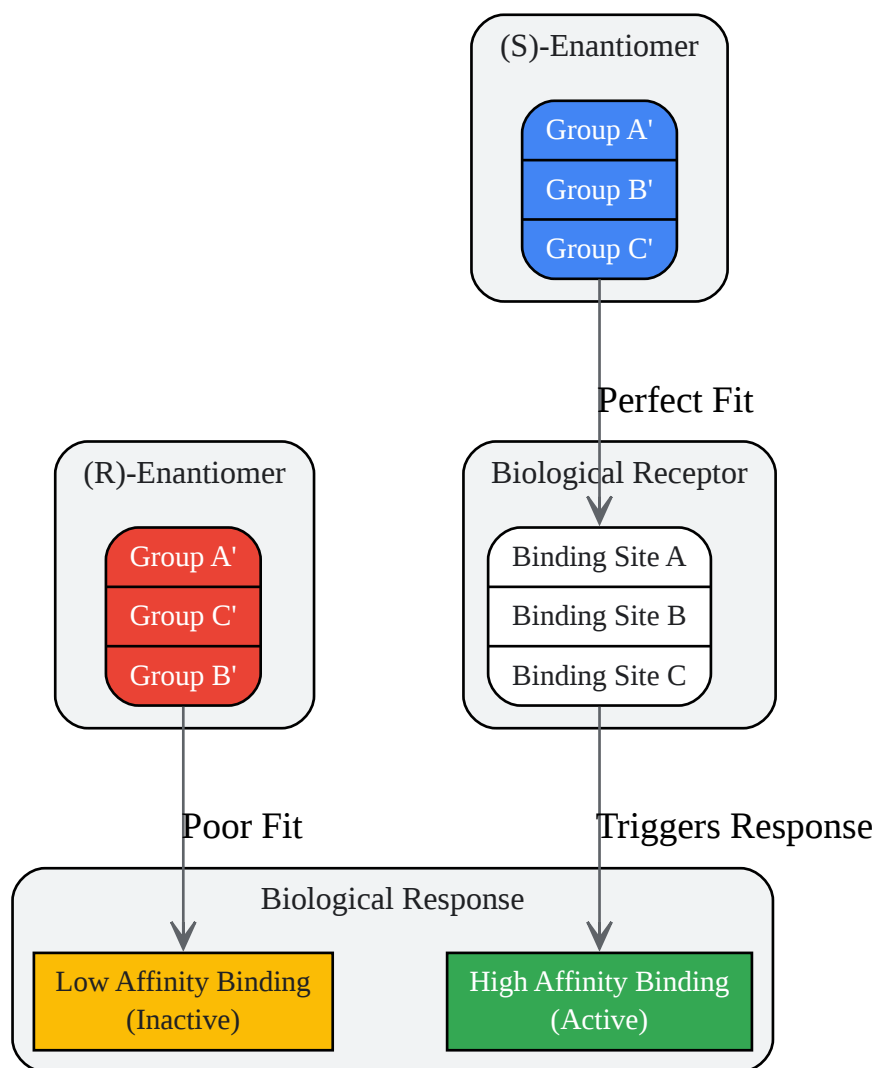 (S)-Enantiomer
Group A'
Group B'
Group C'
Perfect Fit
(R)-Enantiomer
Group A'
Group C'
Group B'
Biological Receptor
Binding Site A
Binding Site B
Binding Site C
Poor Fit
Triggers Response
Biological Response
Low Affinity Binding
(Inactive)
High Affinity Binding
(Active)